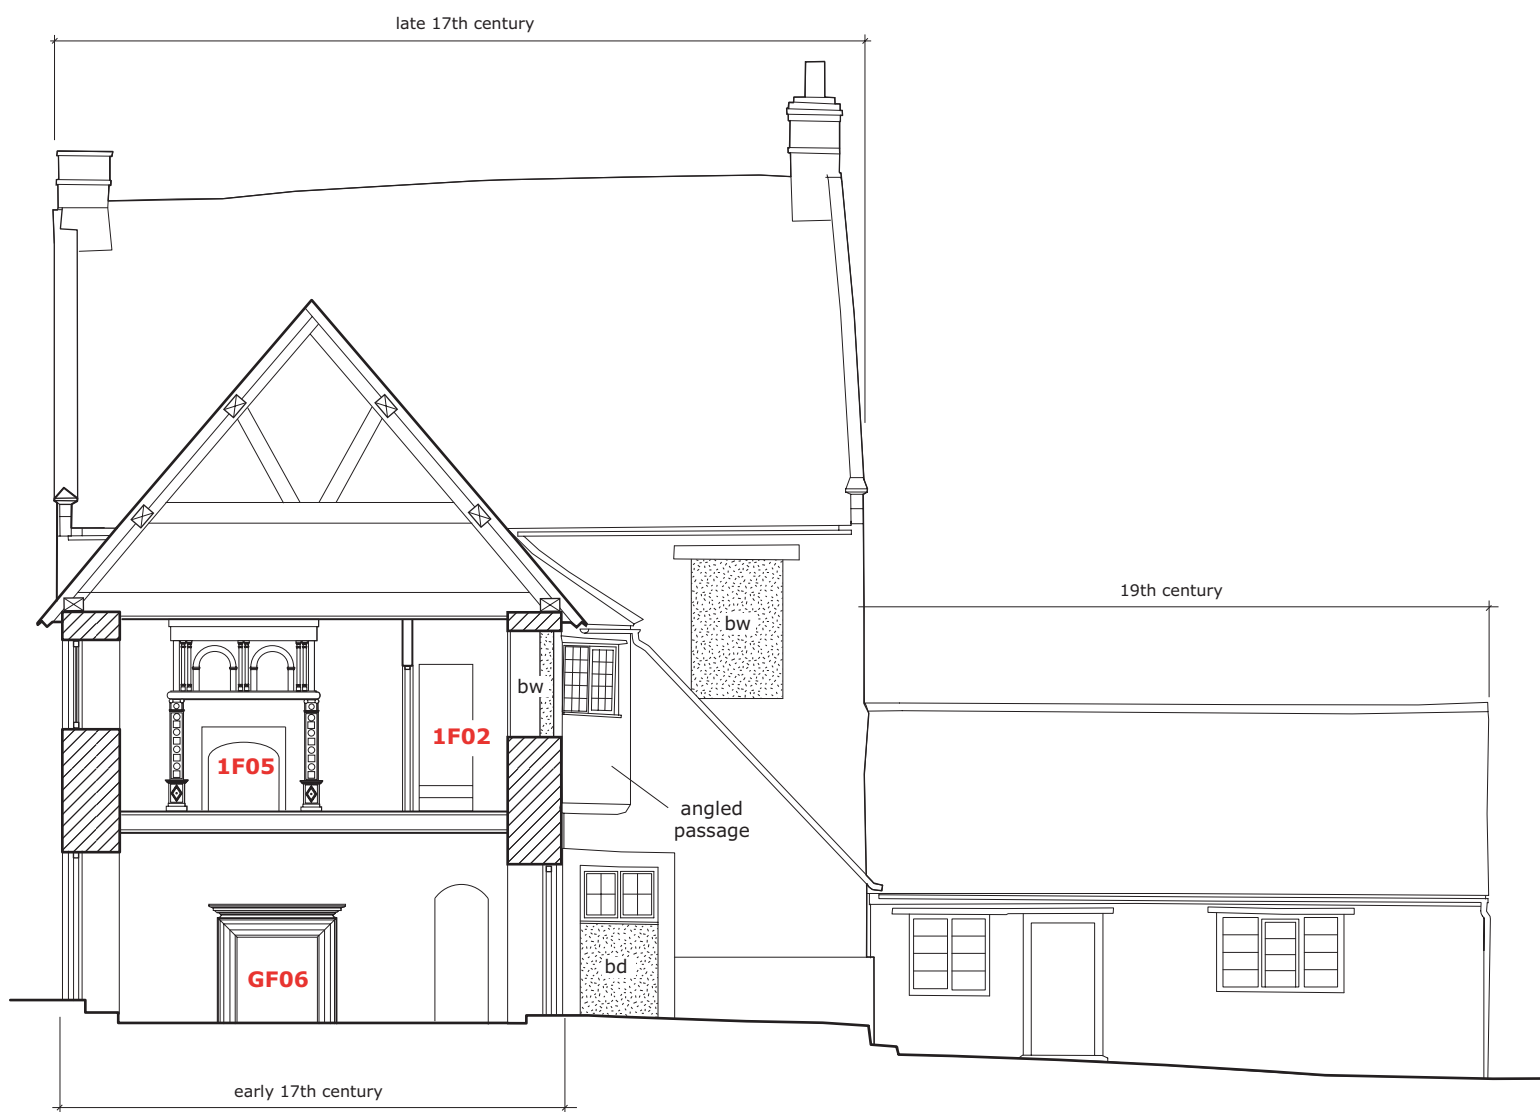 late 17th century
19th century
bw
bw
1F02
1F05
angled
passage
bd
GF06
early 17th century